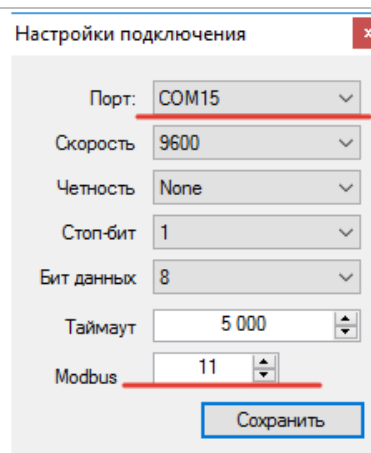 Настройки подключения x
Порт: COM15
Скорость 9600
Четность None
Стоп-бит 1
Бит данных 8
Таймаут 5 000
Modbus 11
Сохранить